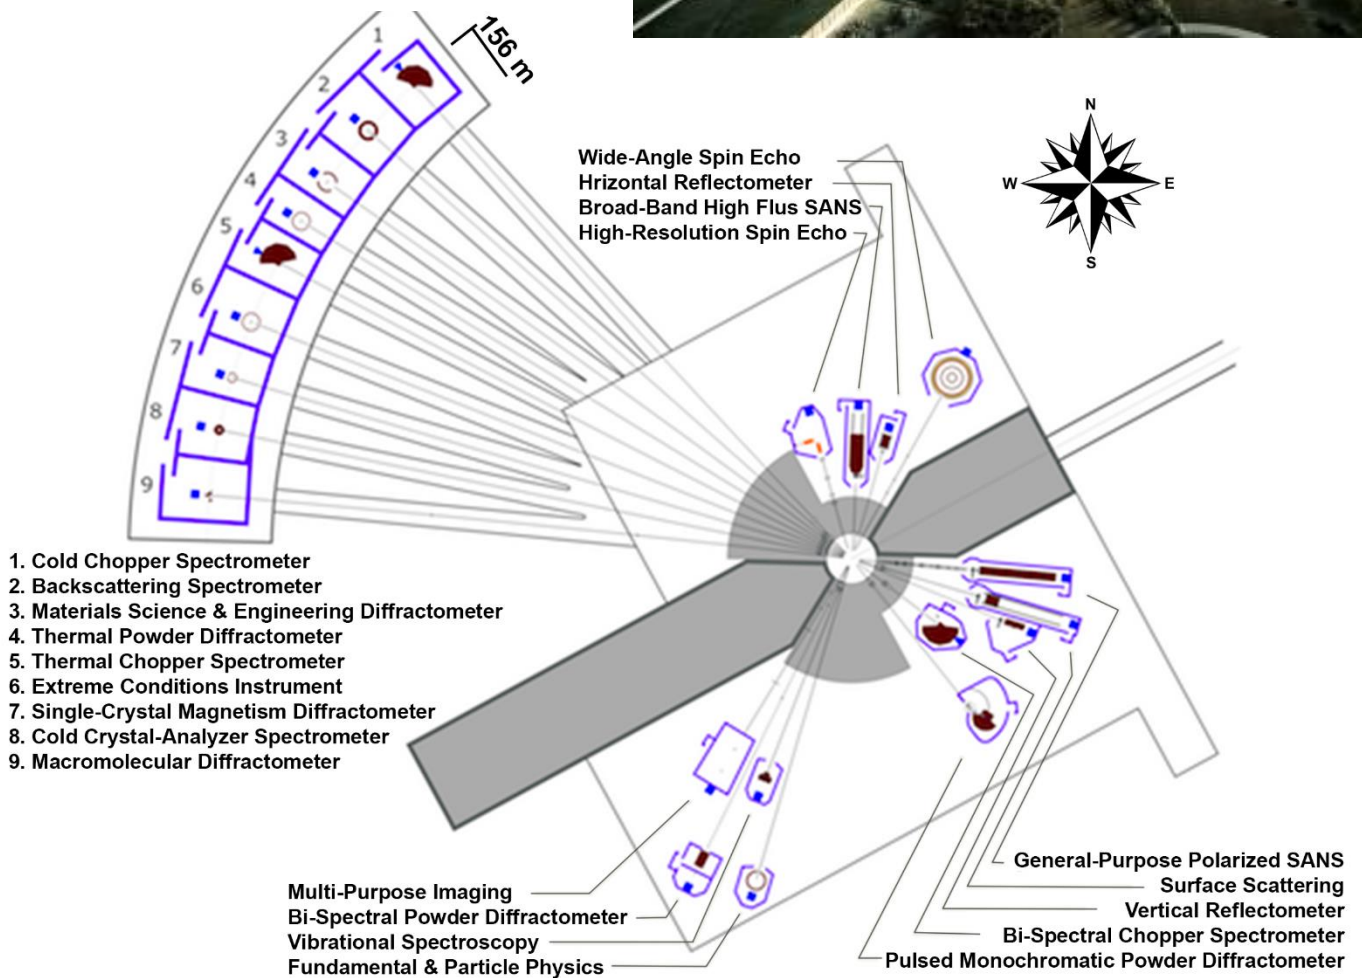 1
2
3
4
5
6
7
8
9
156 m
N
W
E
S
Wide-Angle Spin Echo
Hrizontal Reflectometer
Broad-Band High Flus SANS
High-Resolution Spin Echo
1. Cold Chopper Spectrometer
2. Backscattering Spectrometer
3. Materials Science & Engineering Diffractometer
4. Thermal Powder Diffractometer
5. Thermal Chopper Spectrometer
6. Extreme Conditions Instrument
7. Single-Crystal Magnetism Diffractometer
8. Cold Crystal-Analyzer Spectrometer
9. Macromolecular Diffractometer
Multi-Purpose Imaging
Bi-Spectral Powder Diffractometer
Vibrational Spectroscopy
Fundamental & Particle Physics
General-Purpose Polarized SANS
Surface Scattering
Vertical Reflectometer
Bi-Spectral Chopper Spectrometer
Pulsed Monochromatic Powder Diffractometer